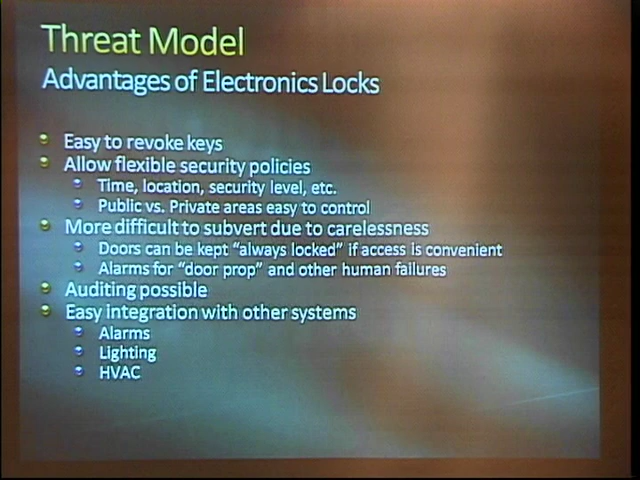 Threat Model
Advantages of Electronics Locks
Easy to revoke keys
Allow flexible security policies
Time, location, security level, etc.
Public vs. Private areas easy to control
More difficult to subvert due to carelessness
Doors can be kept “always locked” if access is convenient
Alarms for “door prop” and other human failures
Auditing possible
Easy integration with other systems
Alarms
Lighting
HVAC